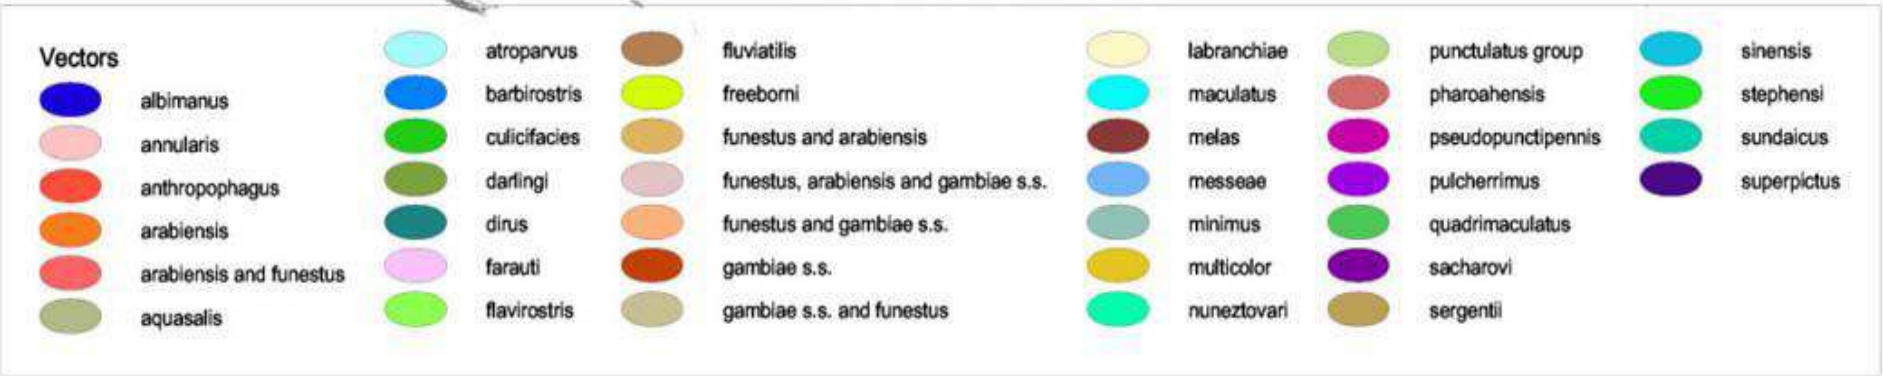 Vectors
albimanus
annularis
anthropophagus
arabiensis
arabiensis and funestus
aquasalis
atroparvus
barbirostris
culicifacies
darlingi
dirus
farauti
flavirostris
fluviatilis
freeborni
funestus and arabiensis
funestus, arabiensis and gambiae s.s.
funestus and gambiae s.s.
gambiae s.s.
gambiae s.s. and funestus
labranchiae
maculatus
melas
messeae
minimus
multicolor
nuneztovari
punctulatus group
pharoahensis
pseudopunctipennis
pulcherrimus
quadrimaculatus
sacharovi
sergentii
sinensis
stephensi
sundaicus
superpictus